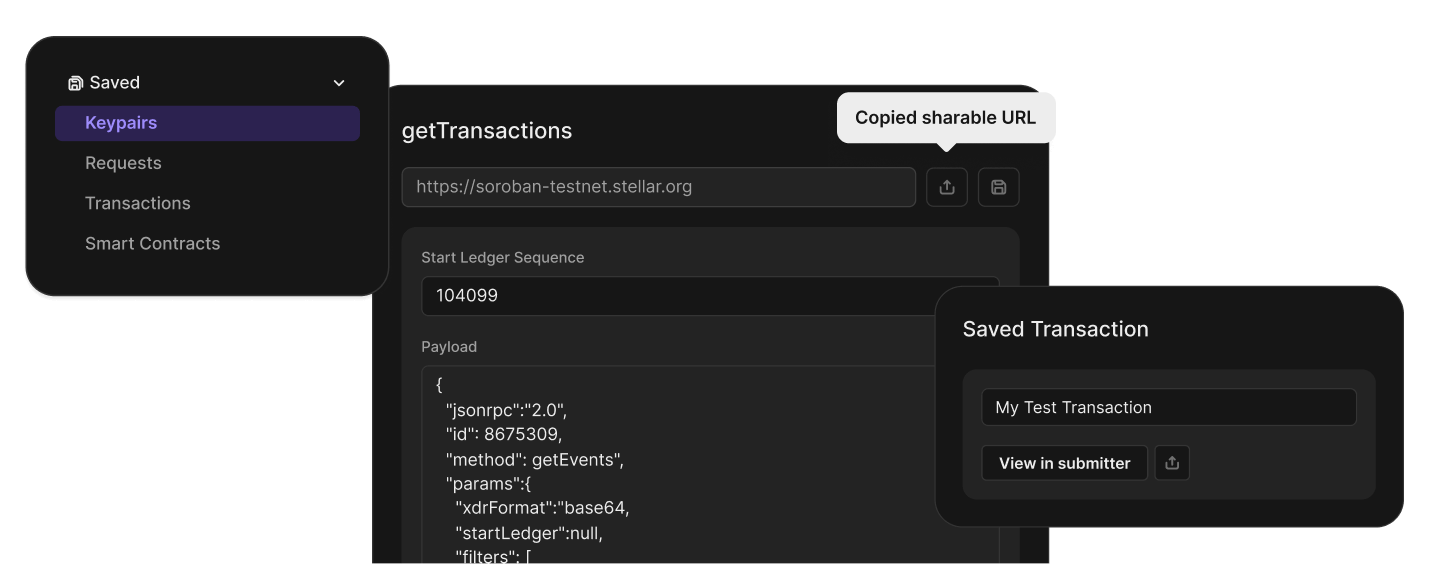 Saved
Keypairs
Requests
Transactions
Smart Contracts
getTransactions
Copied sharable URL
https://soroban-testnet.stellar.org
Start Ledger Sequence
104099
Payload
{
"jsonrpc":"2.0",
"id": 8675309,
"method": getEvents",
"params":{
"xdrFormat":"base64,
"startLedger":null,
"filters": [
Saved Transaction
My Test Transaction
View in submitter